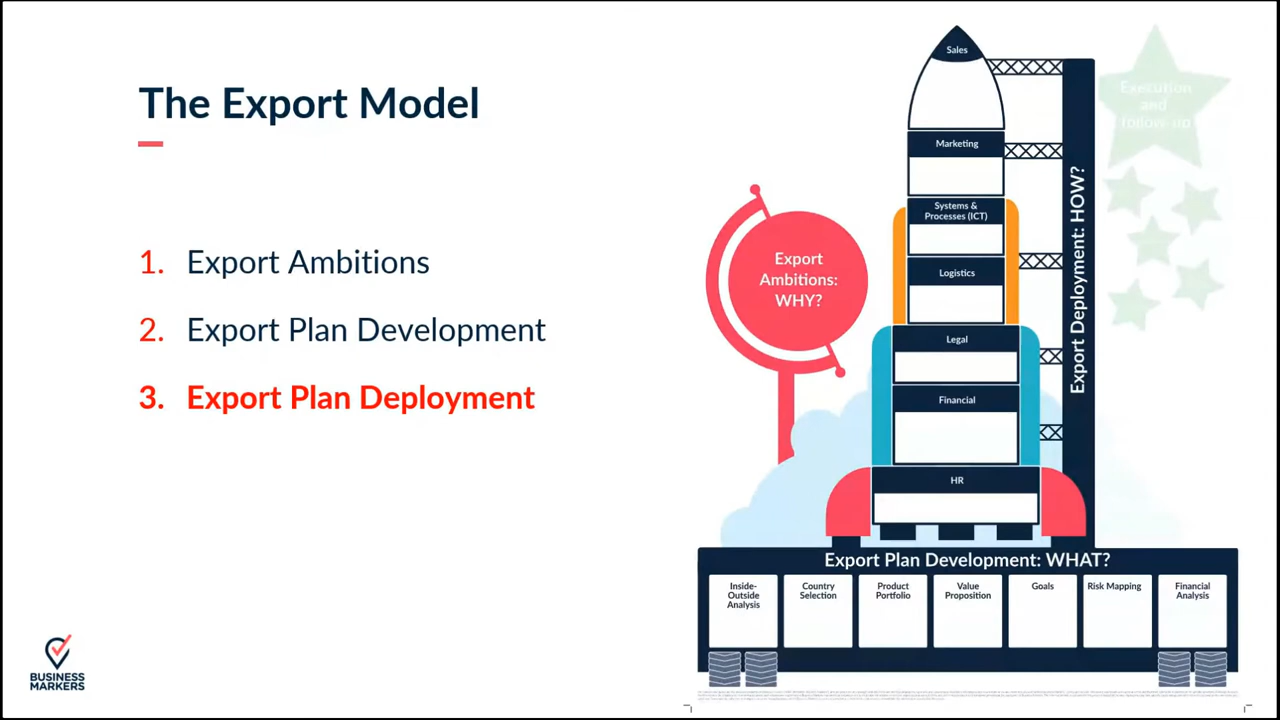 The Export Model
1. Export Ambitions
2. Export Plan Development
3. Export Plan Deployment
Sales
Marketing
Systems &
Processes (ICT)
Logistics
Legal
Financial
HR
Export
Ambitions:
WHY?
Export Deployment: HOW?
Execution
and
follow-up
Export Plan Development: WHAT?
Inside-
Outside
Analysis
Country
Selection
Product
Portfolio
Value
Proposition
Goals
Risk Mapping
Financial
Analysis
BUSINESS
MARKERS